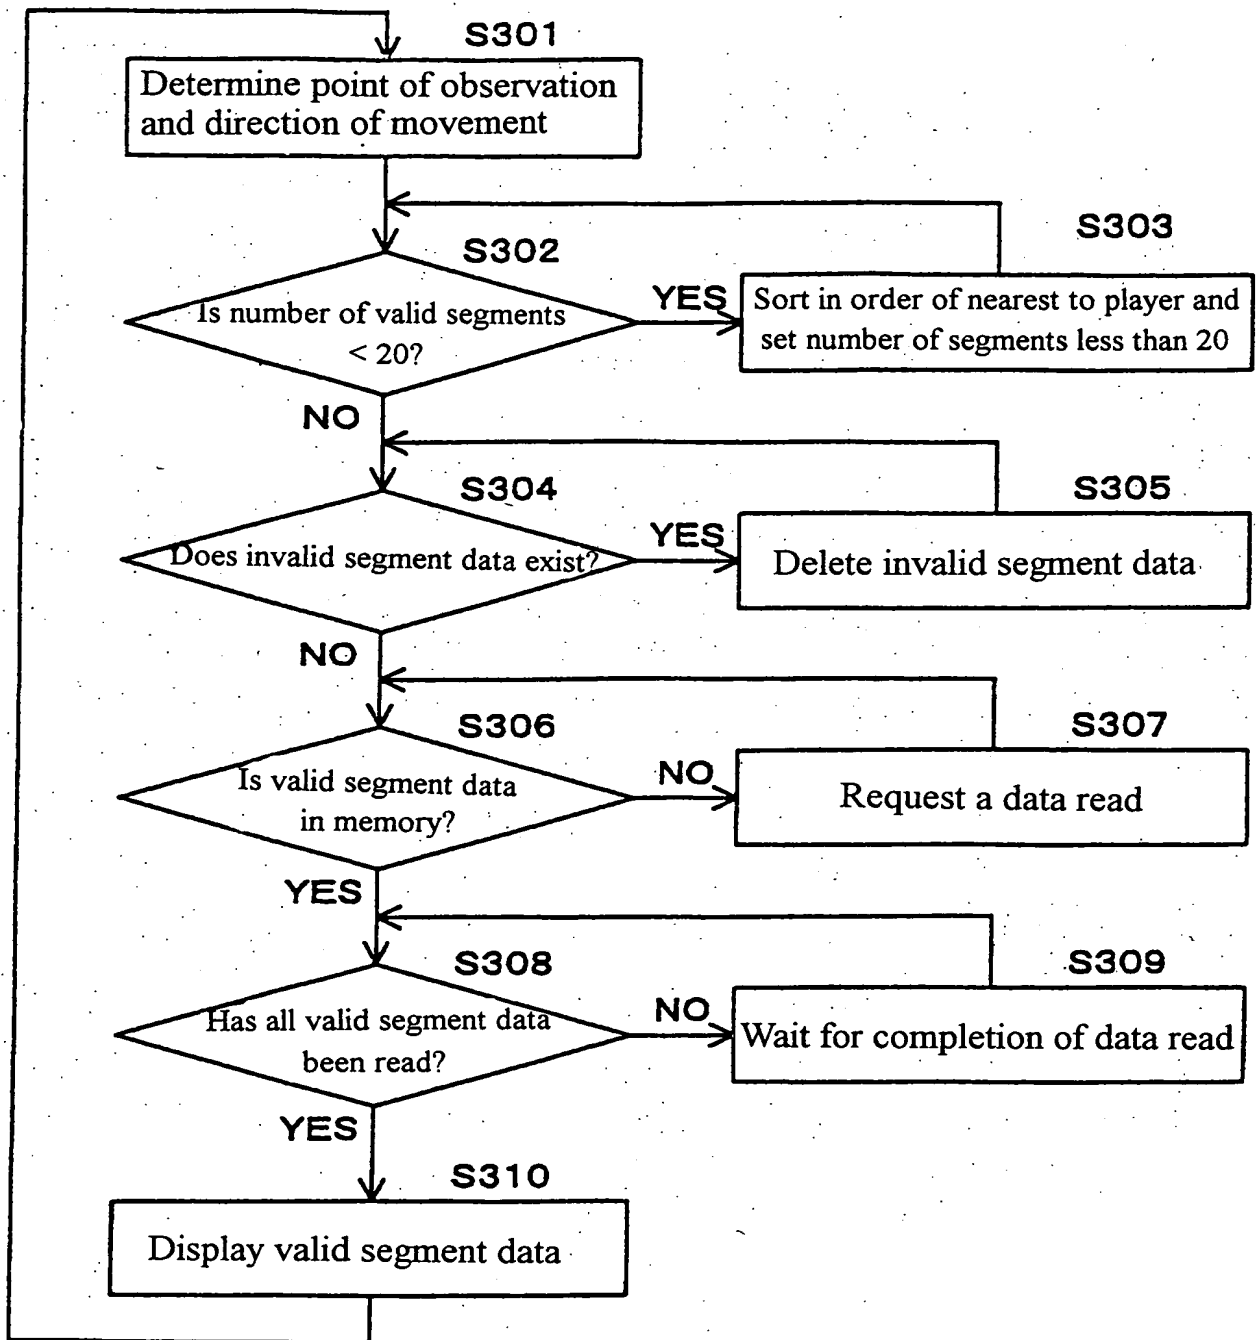 S301
Determine point of observation
and direction of movement
S302
S303
Is number of valid segments
< 20?
YES
Sort in order of nearest to player and
set number of segments less than 20
NO
S304
S305
Does invalid segment data exist?
YES
Delete invalid segment data
NO
S306
S307
Is valid segment data
in memory?
NO
Request a data read
YES
S308
S309
Has all valid segment data
been read?
NO
Wait for completion of data read
YES
S310
Display valid segment data